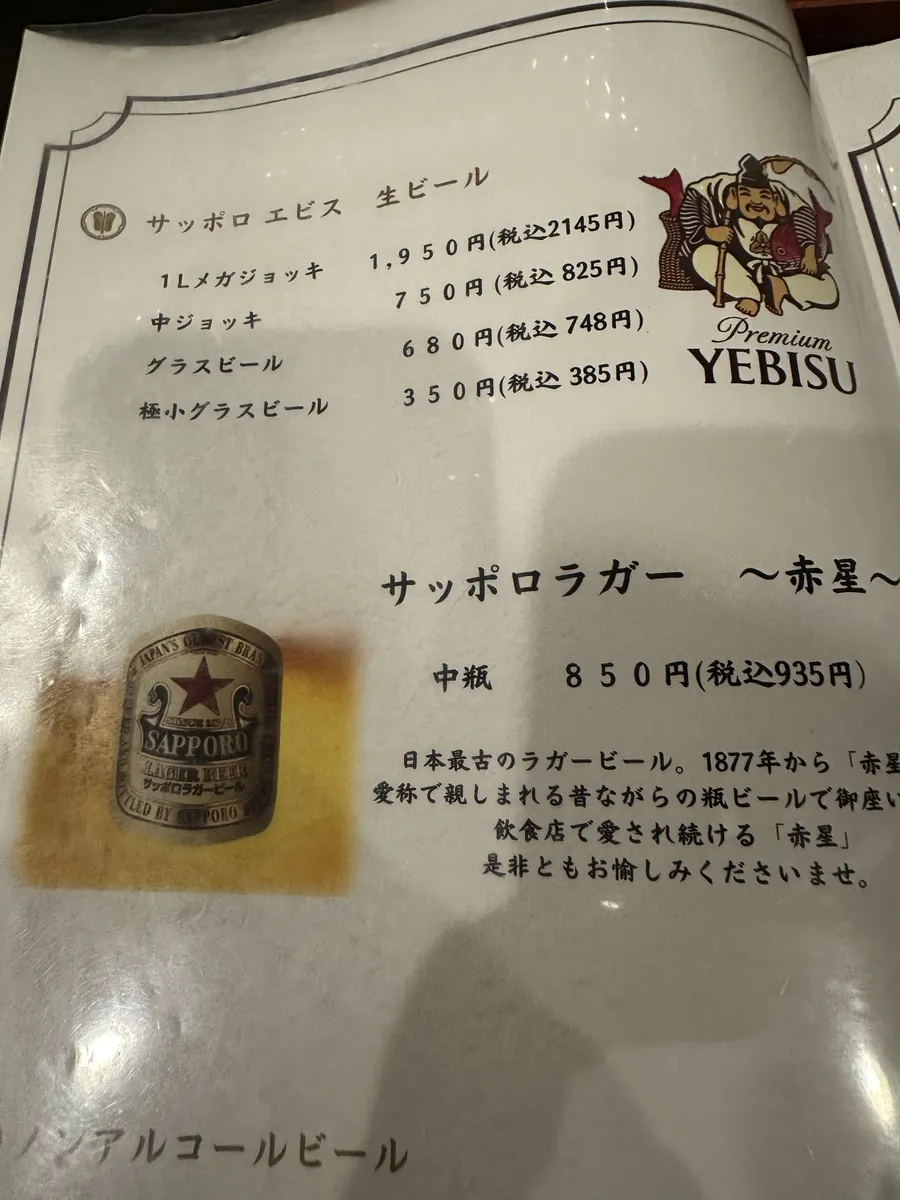 サッポロ エビス 生ビール
1Lメガジョッキ 1,950円(税込2145円)
中ジョッキ 750円(税込 825円)
グラスビール 680円(税込 748円)
極小グラスビール 350円(税込 385円)
Premium
YEBISU
サッポロラガー ～赤星～
中瓶 850円(税込935円)
JAPAN'S OLDEST BRAND
SAPPORO
LAGER BEER
サッポロラガービール
BOTTLED BY SAPPORO
日本最古のラガービール。1877年から「赤星
愛称で親しまれる昔ながらの瓶ビールで御座い
飲食店で愛され続ける「赤星」
是非ともお愉しみくださいませ。
ノンアルコールビール